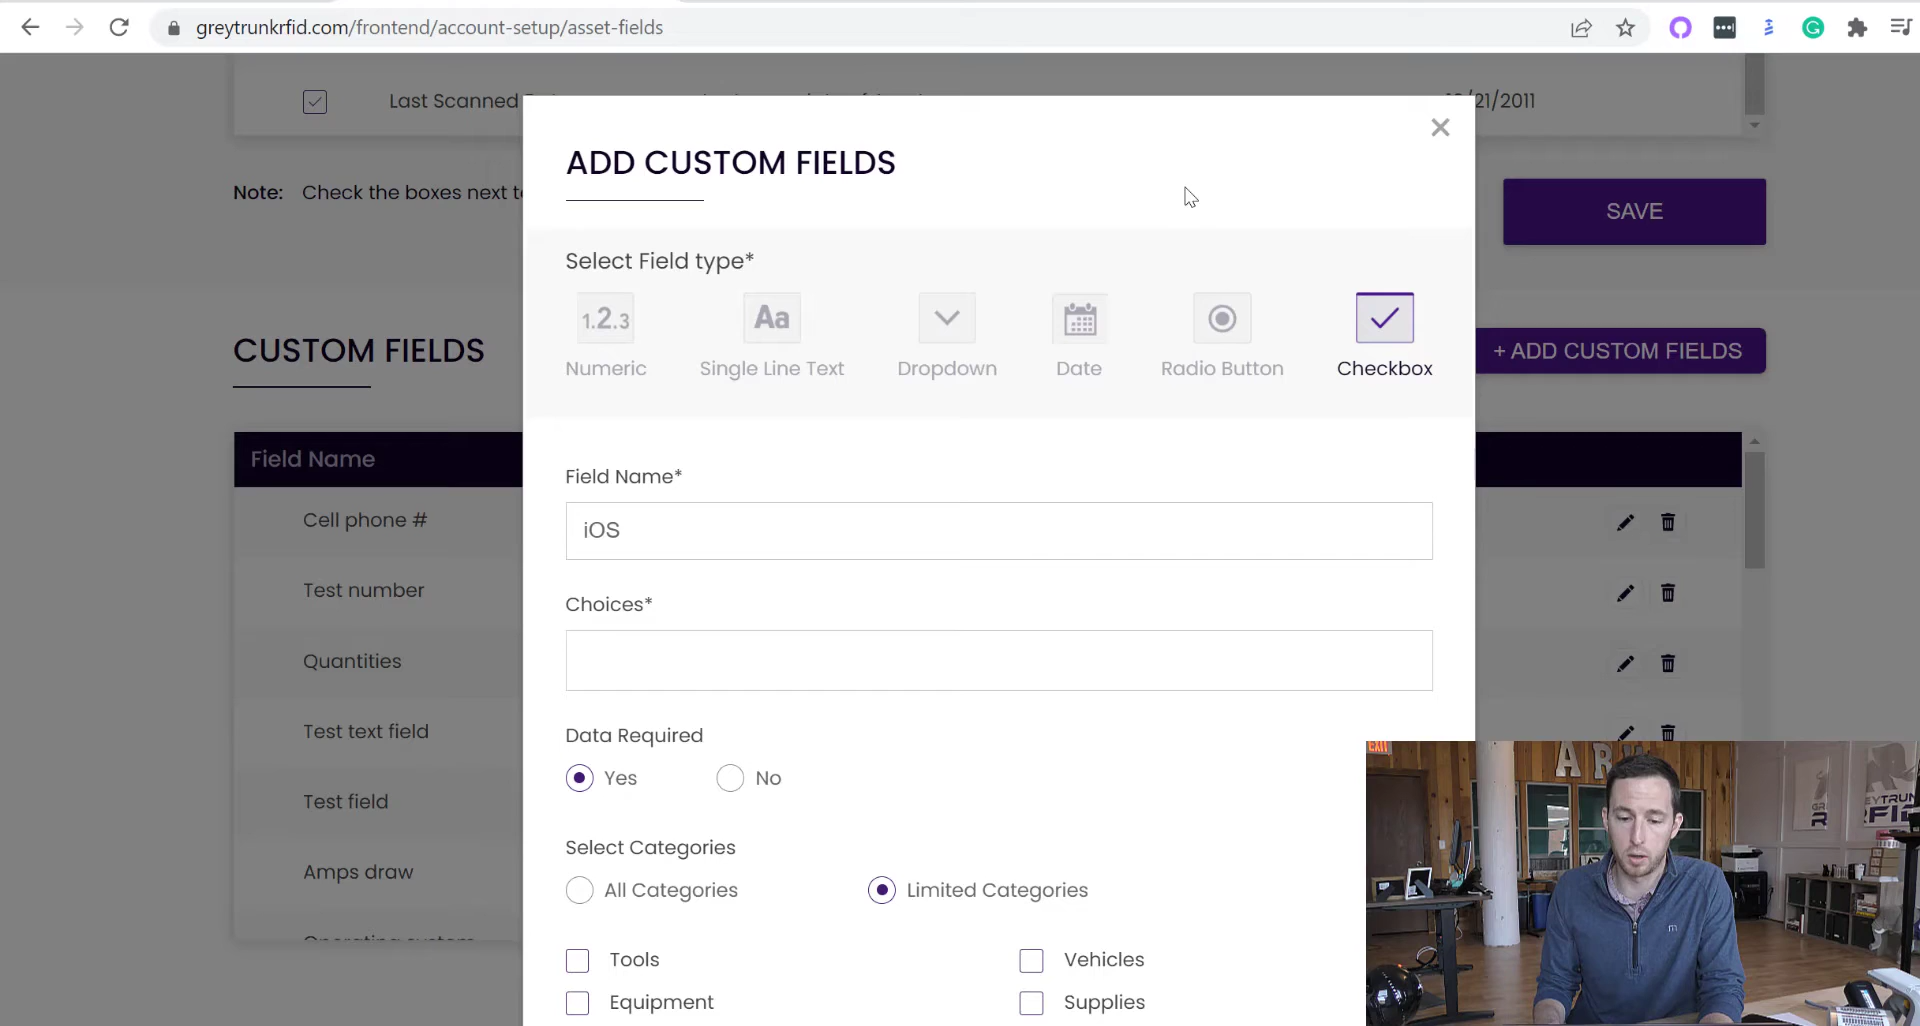 greytrunkrfid.com/frontend/account-setup/asset-fields
Last Scanned
/21/2011
ADD CUSTOM FIELDS
Note: Check the boxes next
SAVE
Select Field type*
1.2.3
Aa
Numeric
Single Line Text
Dropdown
Date
Radio Button
Checkbox
CUSTOM FIELDS
+ ADD CUSTOM FIELDS
Field Name
Field Name*
iOS
Cell phone #
Test number
Quantities
Test text field
Test field
Amps draw
Operating system
Choices*
Data Required
Yes
No
Select Categories
All Categories
Limited Categories
Tools
Vehicles
Equipment
Supplies
EXIT